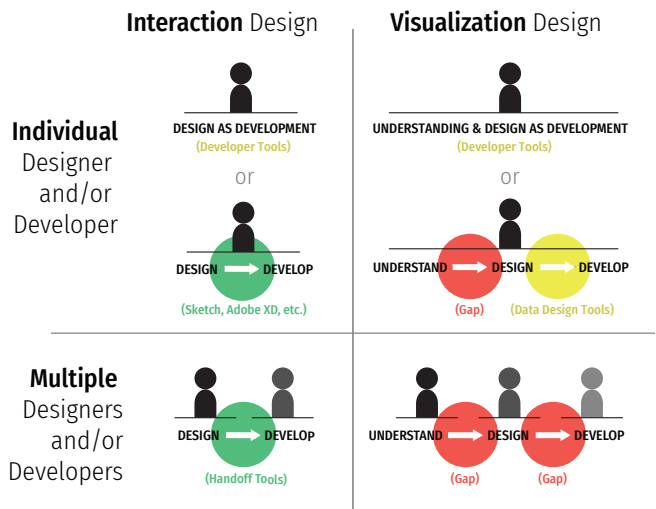 Interaction Design
Visualization Design
Individual
Designer
and/or
Developer
DESIGN AS DEVELOPMENT
(Developer Tools)
or
DESIGN DEVELOP
(Sketch, Adobe XD, etc.)
UNDERSTANDING & DESIGN AS DEVELOPMENT
(Developer Tools)
or
UNDERSTAND DESIGN DEVELOP
(Gap) (Data Design Tools)
Multiple
Designers
and/or
Developers
DESIGN DEVELOP
(Handoff Tools)
UNDERSTAND DESIGN DEVELOP
(Gap) (Gap)